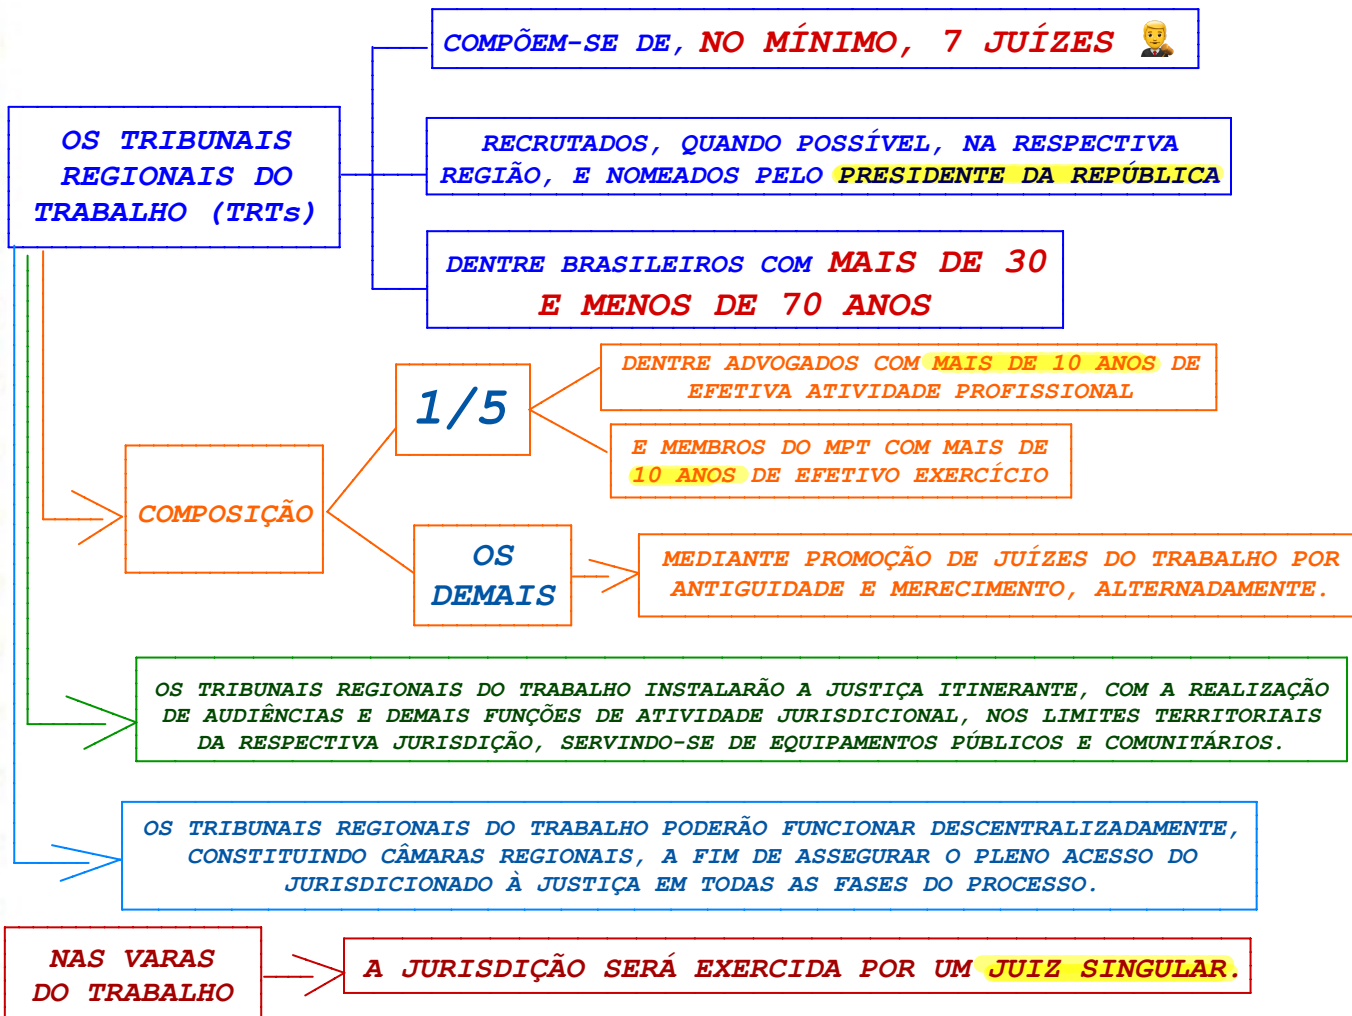 COMPÕEM-SE DE, NO MÍNIMO, 7 JUÍZES
OS TRIBUNAIS
REGIONAIS DO
TRABALHO (TRTs)
RECRUTADOS, QUANDO POSSÍVEL, NA RESPECTIVA
REGIÃO, E NOMEADOS PELO PRESIDENTE DA REPÚBLICA
DENTRE BRASILEIROS COM MAIS DE 30
E MENOS DE 70 ANOS
COMPOSIÇÃO
1/5
DENTRE ADVOGADOS COM MAIS DE 10 ANOS DE
EFETIVA ATIVIDADE PROFISSIONAL
E MEMBROS DO MPT COM MAIS DE
10 ANOS DE EFETIVO EXERCÍCIO
OS
DEMAIS
MEDIANTE PROMOÇÃO DE JUÍZES DO TRABALHO POR
ANTIGUIDADE E MERECIMENTO, ALTERNADAMENTE.
OS TRIBUNAIS REGIONAIS DO TRABALHO INSTALARÃO A JUSTIÇA ITINERANTE, COM A REALIZAÇÃO
DE AUDIÊNCIAS E DEMAIS FUNÇÕES DE ATIVIDADE JURISDICIONAL, NOS LIMITES TERRITORIAIS
DA RESPECTIVA JURISDIÇÃO, SERVINDO-SE DE EQUIPAMENTOS PÚBLICOS E COMUNITÁRIOS.
OS TRIBUNAIS REGIONAIS DO TRABALHO PODERÃO FUNCIONAR DESCENTRALIZADAMENTE,
CONSTITUINDO CÂMARAS REGIONAIS, A FIM DE ASSEGURAR O PLENO ACESSO DO
JURISDICIONADO À JUSTIÇA EM TODAS AS FASES DO PROCESSO.
NAS VARAS
DO TRABALHO
A JURISDIÇÃO SERÁ EXERCIDA POR UM JUIZ SINGULAR.